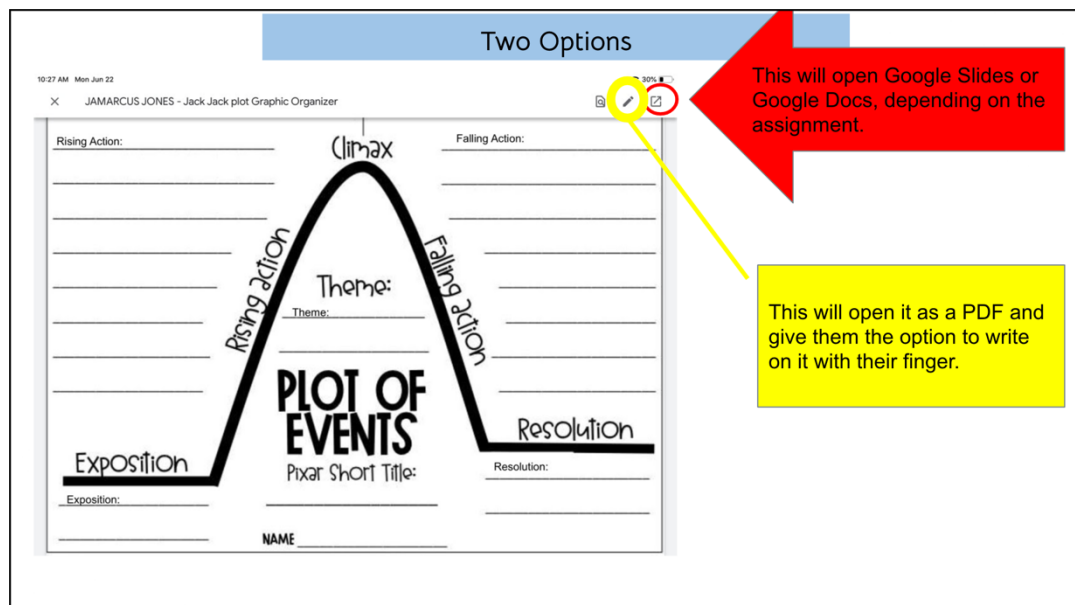 Two Options
This will open Google Slides or
Google Docs, depending on the
assignment.
10:27 AM Mon Jun 22
30%
JAMARCUS JONES - Jack Jack plot Graphic Organizer
Rising Action:
Climax
Falling Action:
Rising action
Falling action
Theme:
Theme:
PLOT OF
EVENTS
Pixar Short Title:
Exposition
Exposition:
Resolution
Resolution:
NAME
This will open it as a PDF and
give them the option to write
on it with their finger.